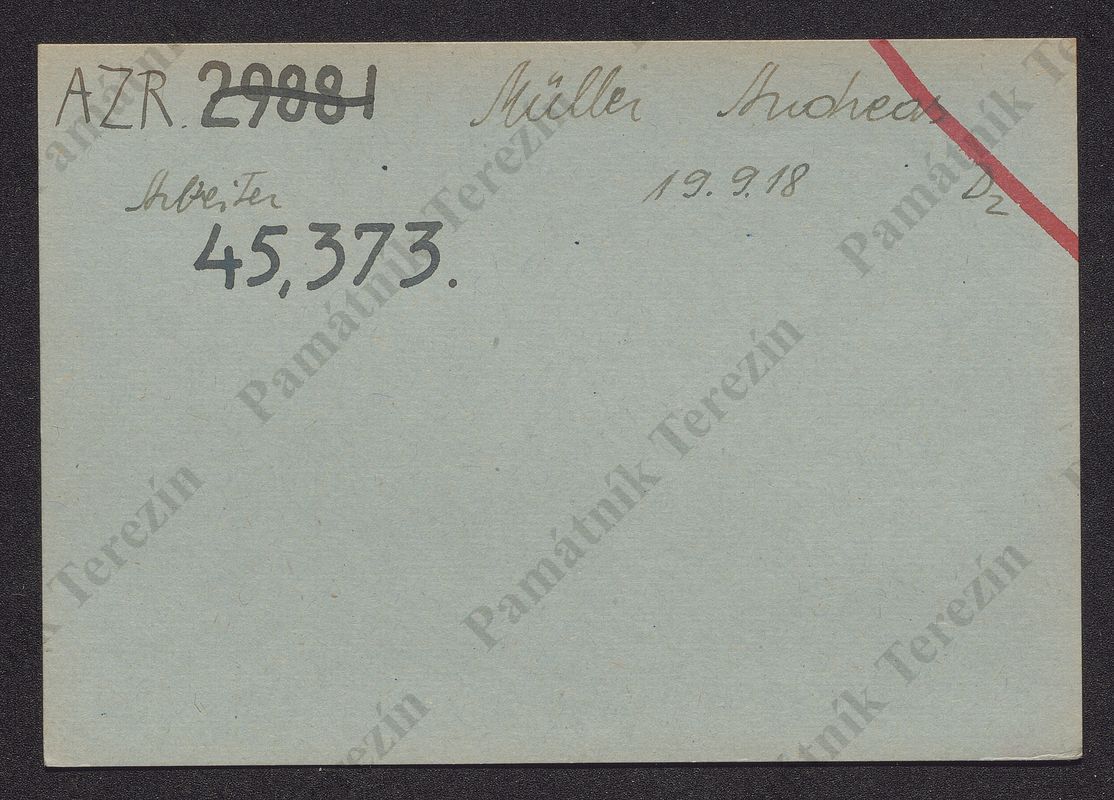 AZR. 29881 Müller Andreas
Arbeiter 19.9.18 D2
45,373.
Památník Terezín